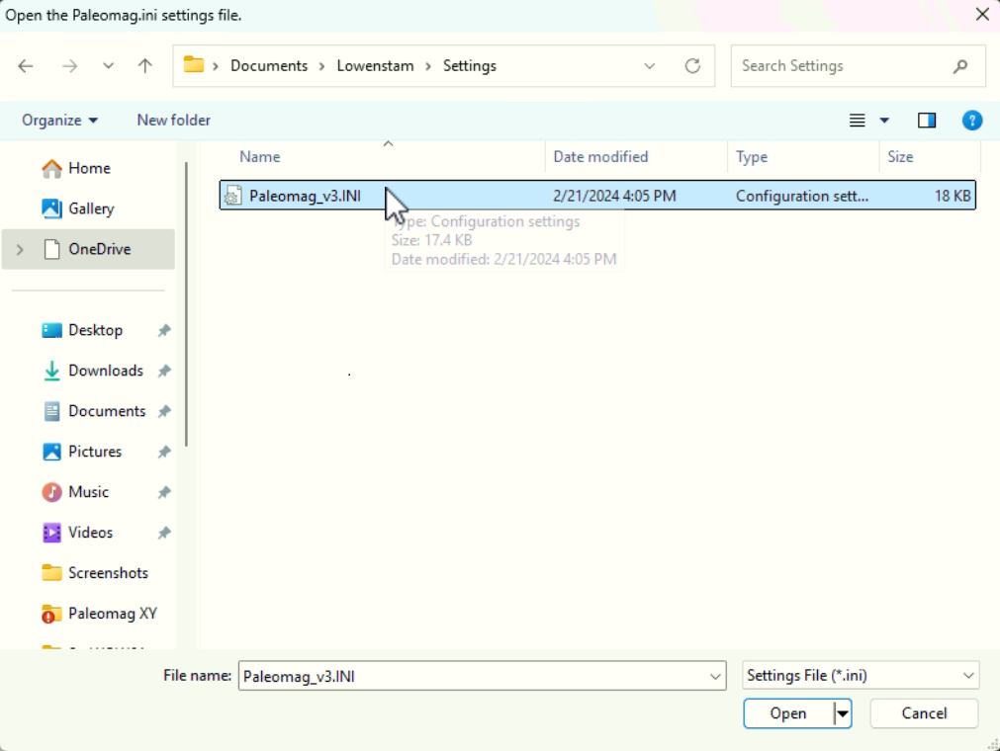 Open the Paleomag.ini settings file.
Documents > Lowenstam > Settings
Search Settings
Organize
New folder
Name
Date modified
Type
Size
Home
Gallery
OneDrive
Desktop
Downloads
Documents
Pictures
Music
Videos
Screenshots
Paleomag XY
Paleomag_v3.INI 2/21/2024 4:05 PM Configuration sett... 18 KB
Type: Configuration settings
Size: 17.4 KB
Date modified: 2/21/2024 4:05 PM
File name: Paleomag_v3.INI
Settings File (*.ini)
Open
Cancel